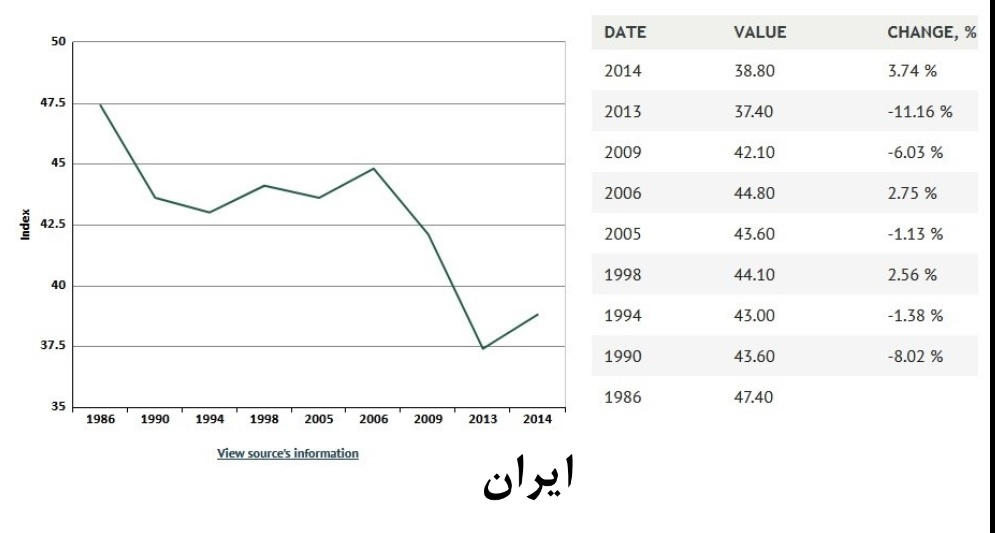 50
47.5
45
42.5
40
37.5
35
Index
1986 1990 1994 1998 2005 2006 2009 2013 2014
View source's information
ایران
DATE VALUE CHANGE, %
2014 38.80 3.74 %
2013 37.40 -11.16 %
2009 42.10 -6.03 %
2006 44.80 2.75 %
2005 43.60 -1.13 %
1998 44.10 2.56 %
1994 43.00 -1.38 %
1990 43.60 -8.02 %
1986 47.40